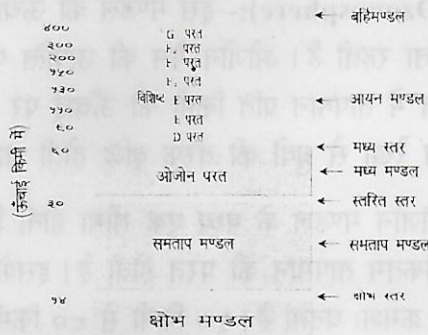 बहिर्मण्डल
४०० G परत
३०० F₂ परत
२०० F₁ परत
१५० E₂ परत
१३० विशिष्ट E परत आयन मण्डल
११० E परत
९० D परत
मध्य स्तर
६० मध्य मण्डल
ओजोन परत
स्तरित स्तर
३०
समताप मण्डल समताप मण्डल
(ऊँचाई किमी में)
१४ क्षोभ स्तर
क्षोभ मण्डल